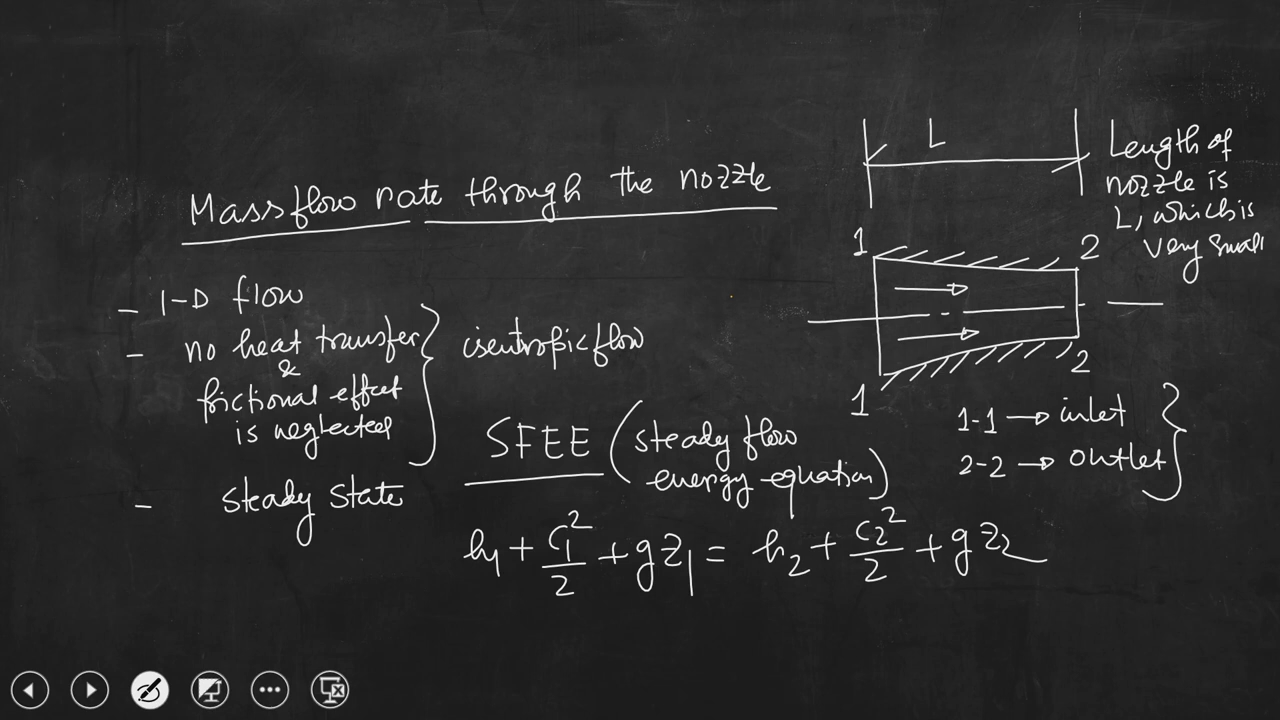 Mass flow rate through the nozzle
- 1-D flow
- no heat transfer
&
frictional effect
is neglected
isentropic flow
- steady state
SFEE (steady flow
energy equation)
h₁ + C₁²/2 + gZ₁ = h₂ + C₂²/2 + gZ₂
L
Length of
nozzle is
L, which is
very small
1 2
1 2
1-1 → inlet
2-2 → outlet